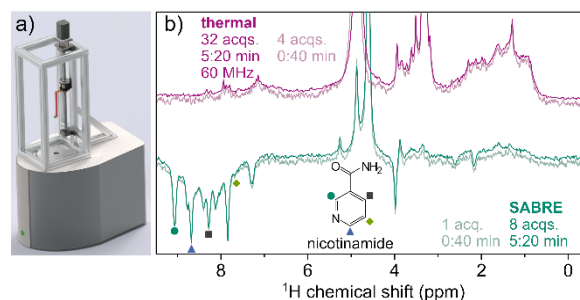 a)
b)
thermal
32 acqs. 4 acqs.
5:20 min 0:40 min
60 MHz
O
NH₂
N
nicotinamide
SABRE
1 acq. 8 acqs.
0:40 min 5:20 min
8 6 4 2 0
¹H chemical shift (ppm)